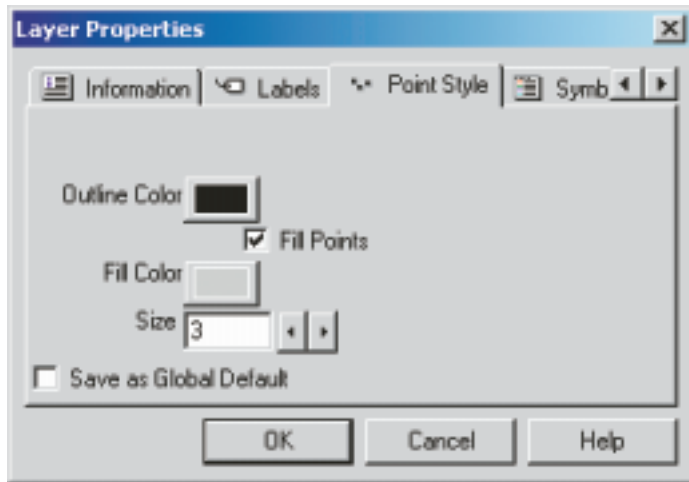 Layer Properties
Information Labels Point Style Symb
Outline Color
Fill Points
Fill Color
Size 3
Save as Global Default
OK Cancel Help